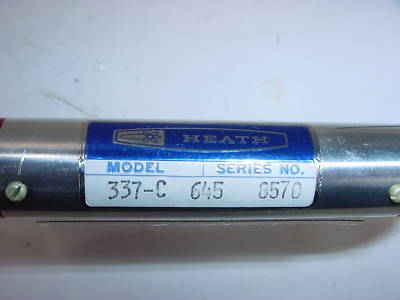 HEATH
MODEL SERIES NO.
337-C 645 0570